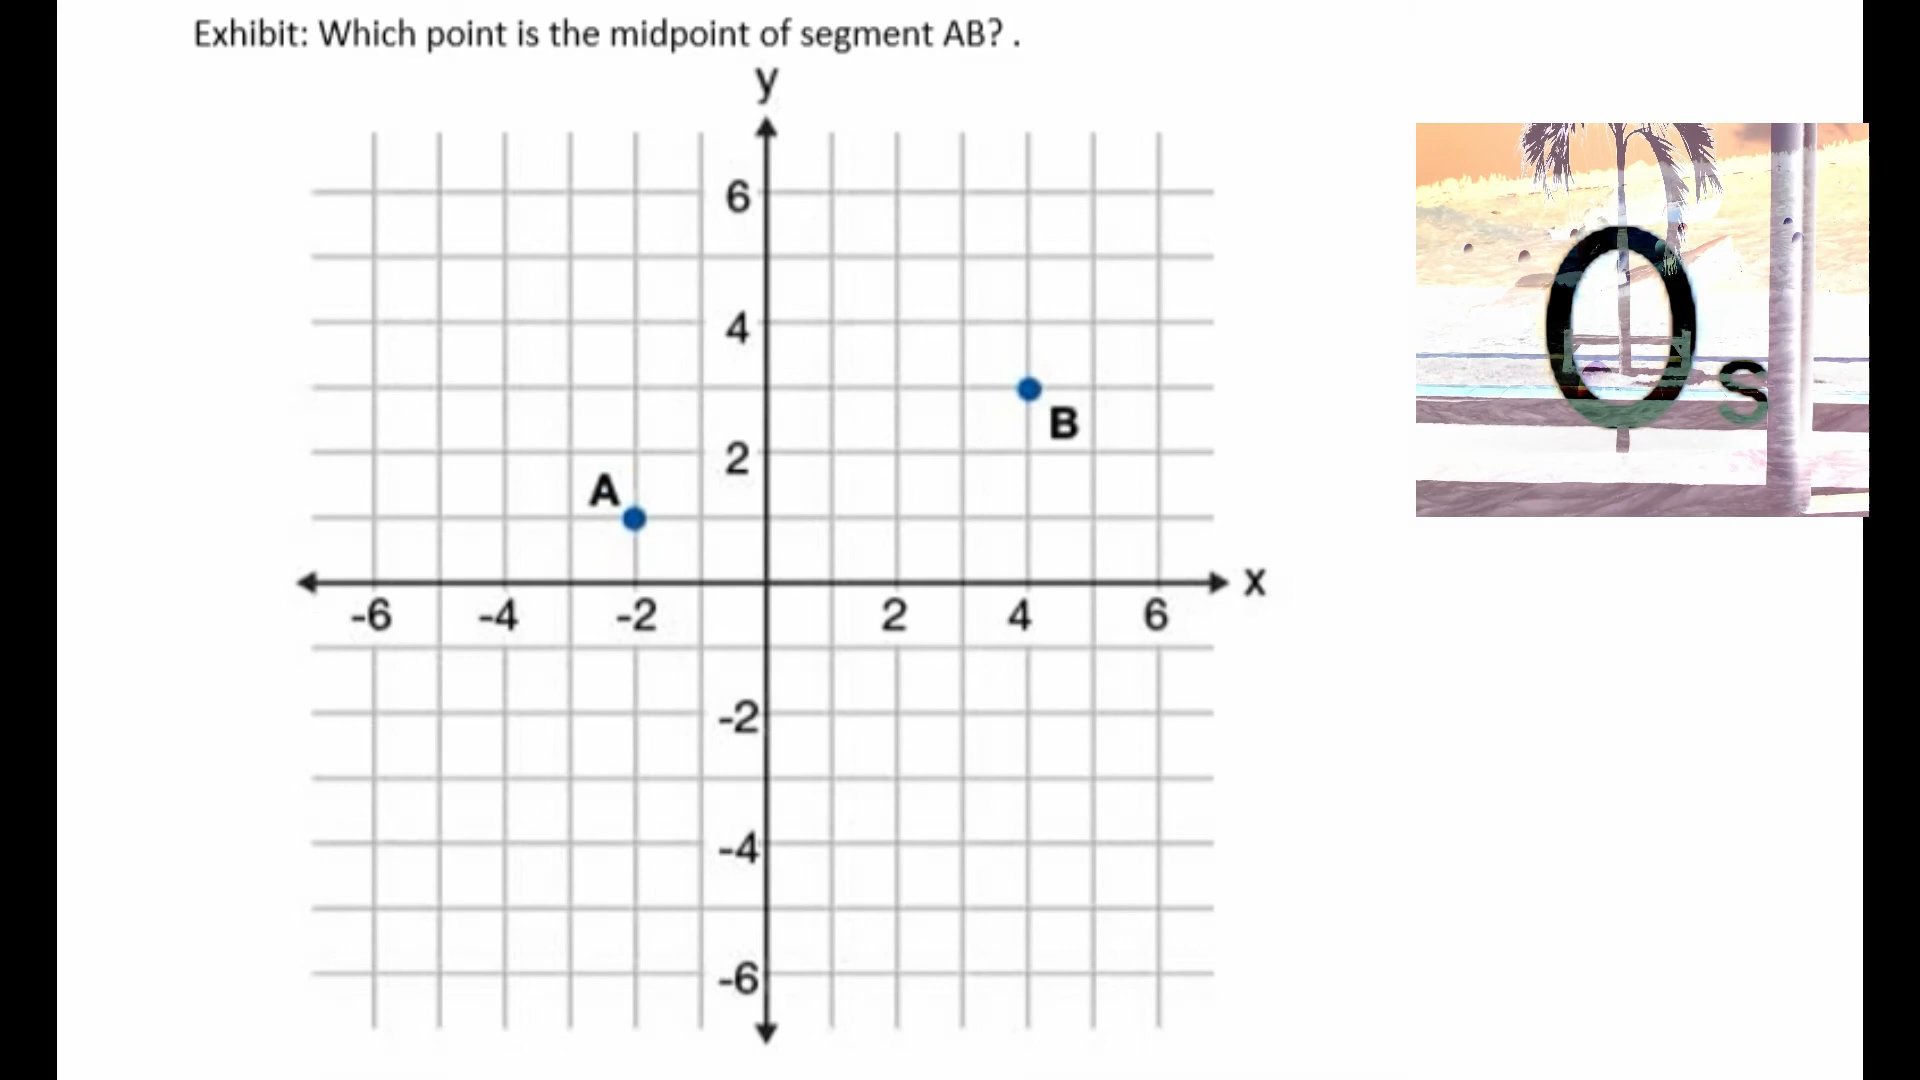 Exhibit: Which point is the midpoint of segment AB? .
y
6
4
B
2
A
x
-6 -4 -2 2 4 6
-2
-4
-6
O s